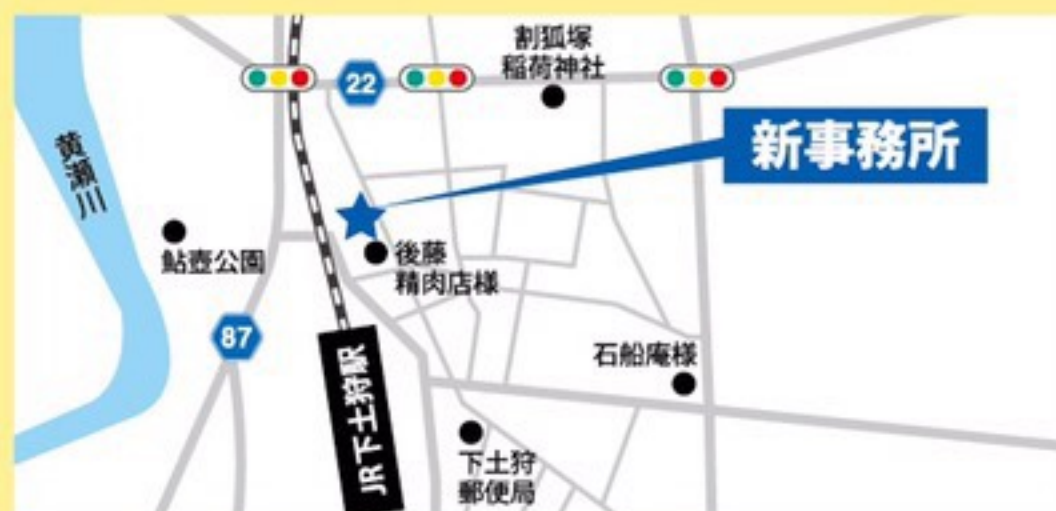 割狐塚
稲荷神社
22
新事務所
黄瀬川
鮎壺公園
後藤
精肉店様
87
JR下土狩駅
石船庵様
下土狩
郵便局